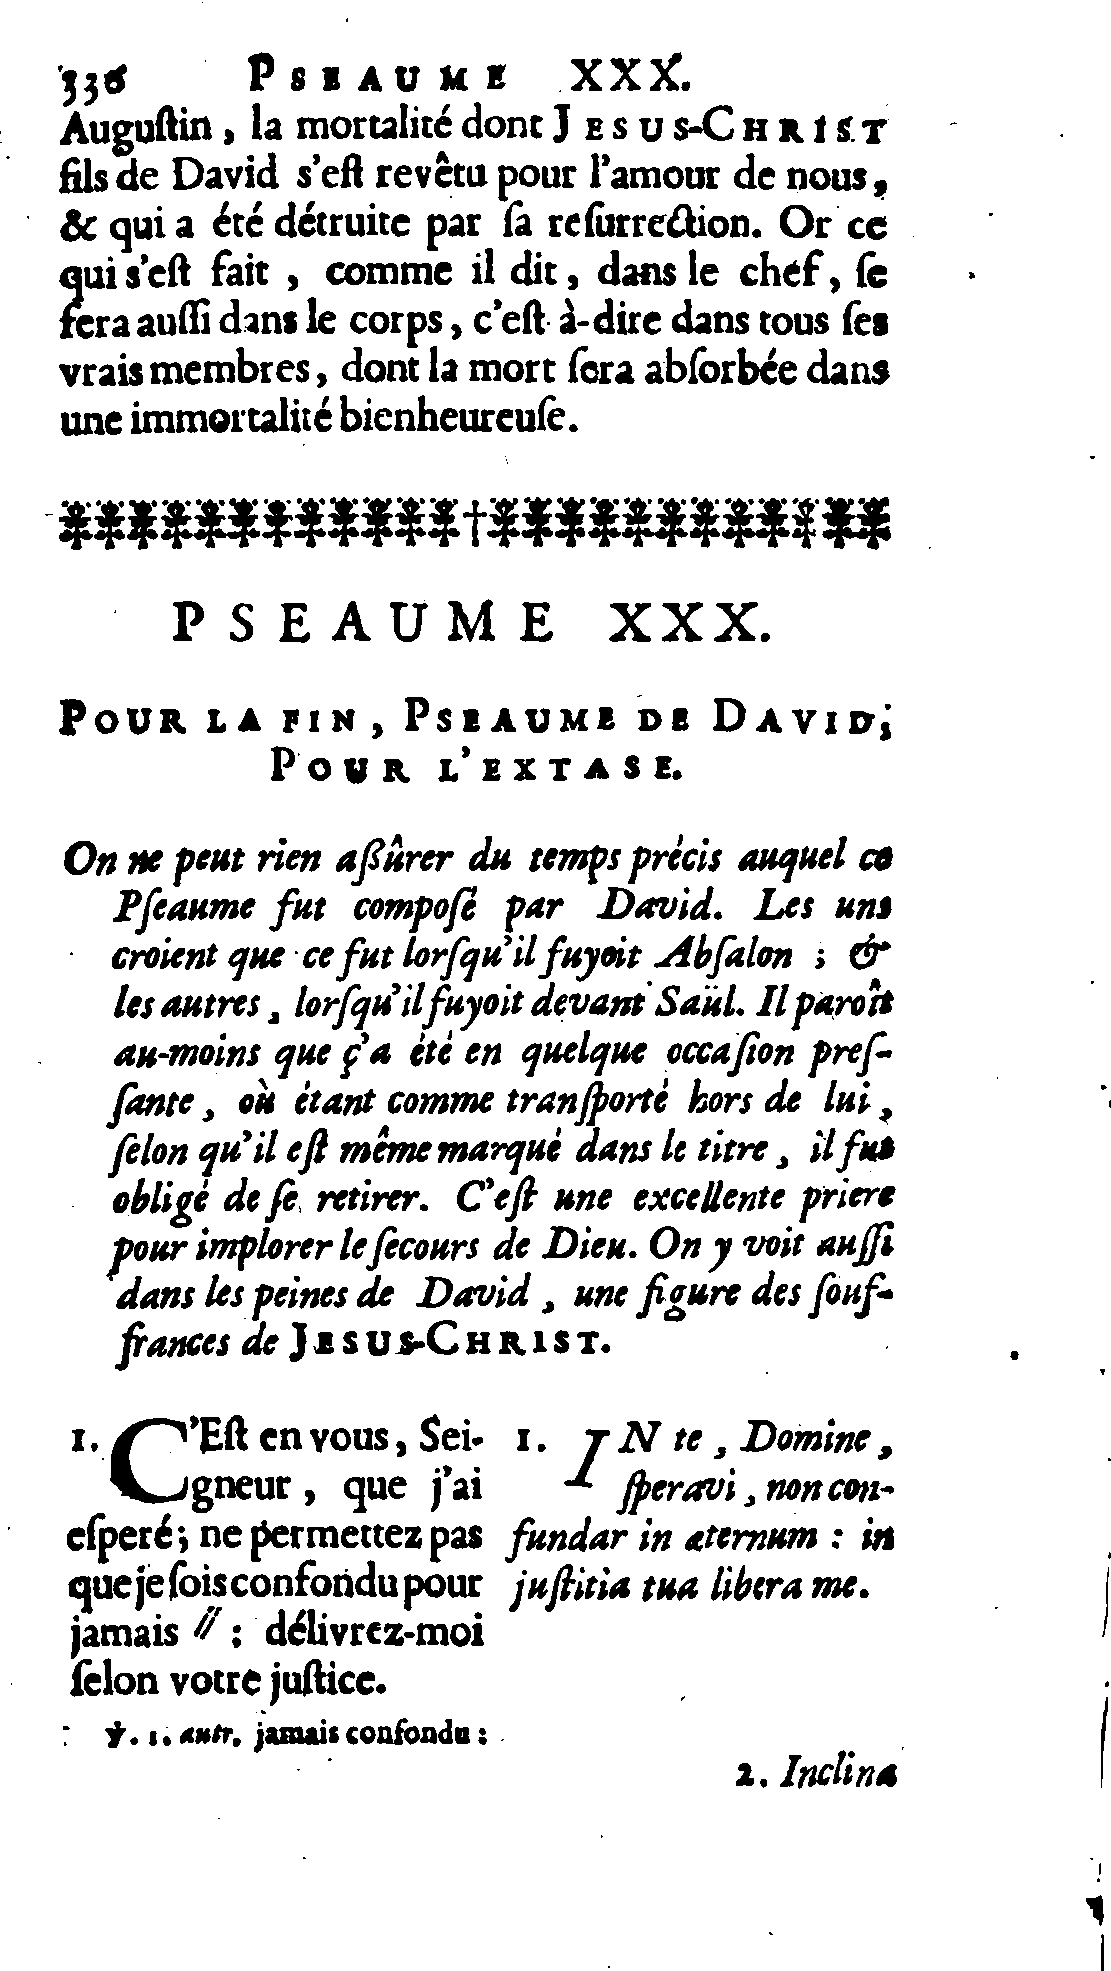 336 PSEAUME XXX.
Auguſtin, la mortalité dont JESUS-CHRIST
fils de David s'eſt revêtu pour l'amour de nous,
& qui a été détruite par ſa reſurrection. Or ce
qui s'eſt fait, comme il dit, dans le chef, ſe
fera auſſi dans le corps, c'eſt-à-dire dans tous ſes
vrais membres, dont la mort ſera abſorbée dans
une immortalité bienheureuſe.
PSEAUME XXX.
POUR LA FIN, PSEAUME DE DAVID;
POUR L'EXTASE.
On ne peut rien aſſûrer du temps précis auquel ce
Pſeaume fut compoſé par David. Les uns
croient que ce fut lorſqu'il fuyoit Abſalon ; &
les autres, lorſqu'il fuyoit devant Saül. Il paroît
au-moins que ç'a été en quelque occaſion preſ-
ſante, où étant comme tranſporté hors de lui,
ſelon qu'il eſt même marqué dans le titre, il fut
obligé de ſe retirer. C'eſt une excellente priere
pour implorer le ſecours de Dieu. On y voit auſſi
dans les peines de David, une figure des ſouf-
frances de JESUS-CHRIST.
1. C'Eſt en vous, Sei-
gneur, que j'ai
eſperé; ne permettez pas
que je ſois confondu pour
jamais // ; délivrez-moi
ſelon votre juſtice.
1. IN te, Domine,
ſperavi, non con-
fundar in æternum : in
juſtitia tua libera me.
℣. 1. autr. jamais confondu :
2. Inclina